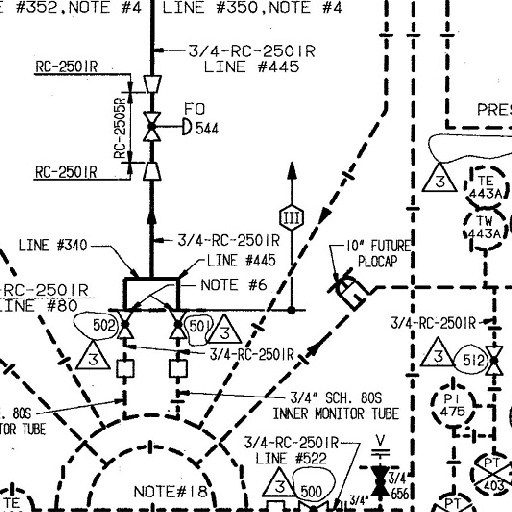 #352,NOTE #4
LINE #350,NOTE #4
3/4-RC-2501R
LINE #445
RC-2501R
RC-2505R
FO
544
RC-2501R
PRES
3
TE
443A
TW
443A
III
LINE #310
3/4-RC-2501R
LINE #445
10" FUTURE
NOTE #6
-RC-2501R
LINE #80
502
501
3
3
3/4-RC-2501R
3/4-RC-2501R
3
512
80S
TOR TUBE
3/4" SCH. 80S
INNER MONITOR TUBE
PI
475
3/4-RC-2501R
LINE #522
V
3/4
656
PT
403
NOTE#18
3
500
3/4"
TE
PT